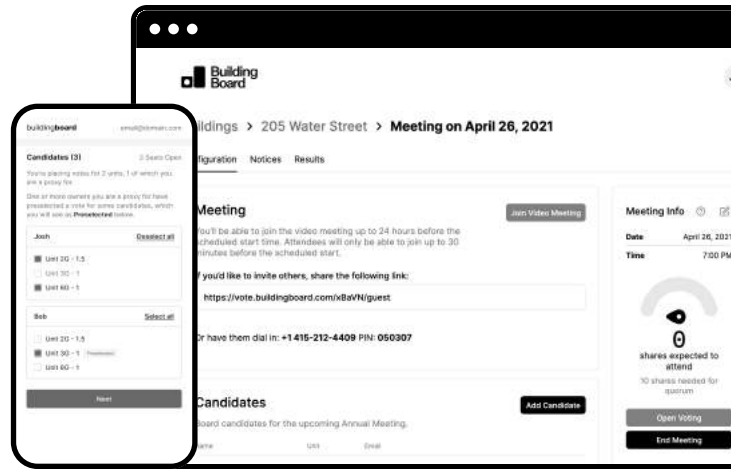 Building
Board
ildings > 205 Water Street > Meeting on April 26, 2021
figuration Notices Results
Meeting
Join Video Meeting
You'll be able to join the video meeting up to 24 hours before the
scheduled start time. Attendees will only be able to join up to 30
minutes before the scheduled start.
f you'd like to invite others, share the following link:
https://vote.buildingboard.com/xBaVN/guest
Or have them dial in: +1 415-212-4409 PIN: 050307
Candidates
Add Candidate
Board candidates for the upcoming Annual Meeting.
Name Unit Email
Meeting Info
Date April 26, 2021
Time 7:00 PM
0
shares expected to
attend
10 shares needed for
quorum
Open Voting
End Meeting
buildingboard email@domain.com
Candidates (3) 2 Seats Open
You're placing votes for 2 units, 1 of which you
are a proxy for.
One or more owners you are a proxy for have
preselected a vote for some candidates, which
you will see as Preselected below.
Josh Deselect all
Unit 2G - 1.5
Unit 3G - 1
Unit 6G - 1
Bob Select all
Unit 2G - 1.5
Unit 3G - 1 Preselected
Unit 6G - 1
Next